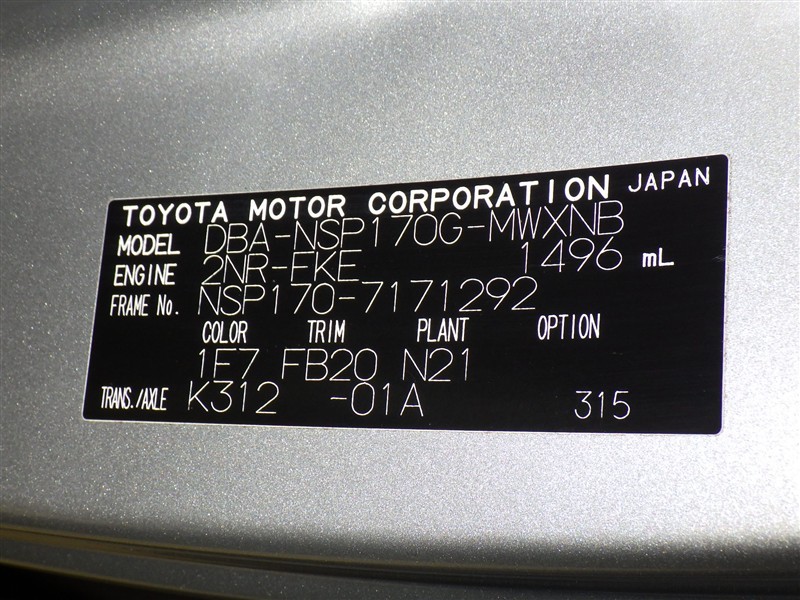 TOYOTA MOTOR CORPORATION JAPAN
MODEL DBA-NSP170G-MWXNB
ENGINE 2NR-FKE 1496 mL
FRAME No. NSP170-7171292
COLOR TRIM PLANT OPTION
1F7 FB20 N21
TRANS./AXLE K312 -01A 315